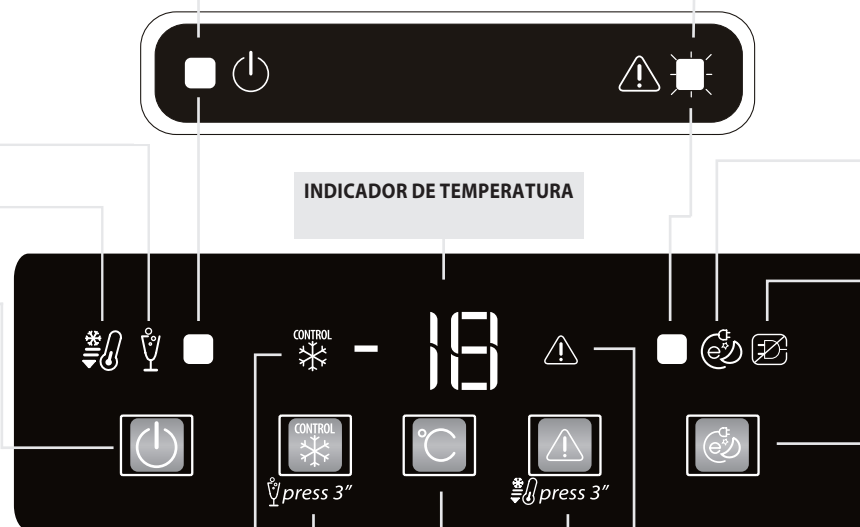 INDICADOR DE TEMPERATURA
CONTROL
-18
CONTROL
°C
press 3”
press 3”